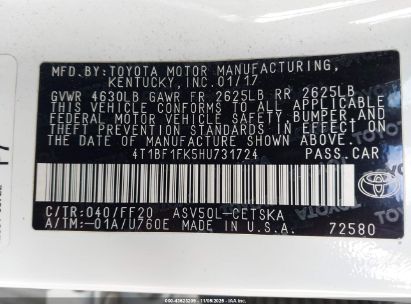 MFD. BY: TOYOTA MOTOR MANUFACTURING,
KENTUCKY, INC. 01/17
GVWR 4630LB GAWR FR 2625LB RR 2625LB
THIS VEHICLE CONFORMS TO ALL APPLICABLE
FEDERAL MOTOR VEHICLE SAFETY, BUMPER, AND
THEFT PREVENTION STANDARDS IN EFFECT ON
THE DATE OF MANUFACTURE SHOWN ABOVE.
4T1BF1FK5HU731724 PASS.CAR
C/TR: 040/FF20 ASV50L-CETSKA
A/TM: -01A/U760E MADE IN U.S.A. 72580
TOYOTA